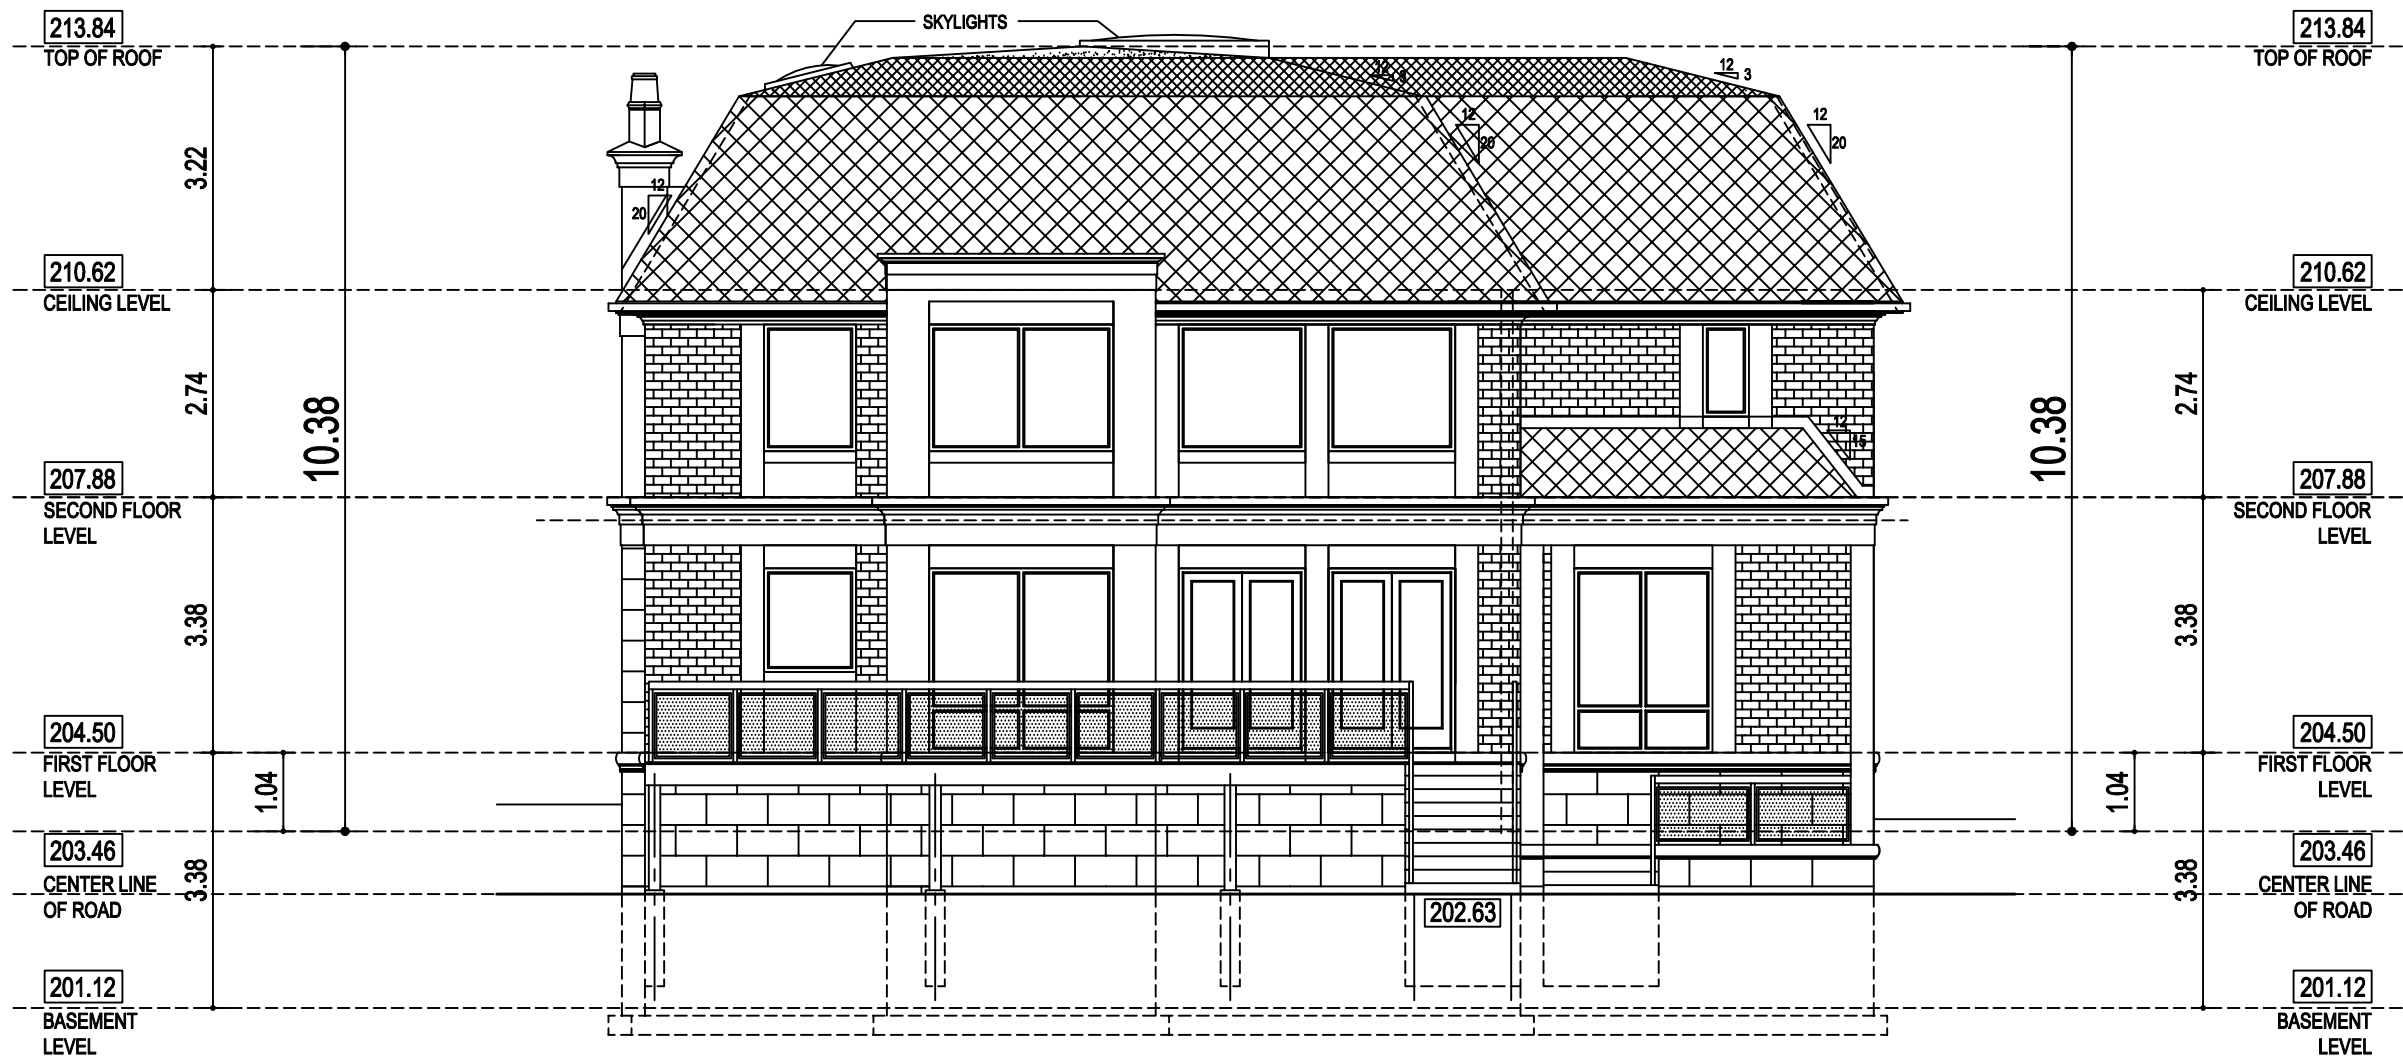 SKYLIGHTS
213.84
TOP OF ROOF
213.84
TOP OF ROOF
12
3
12
3
12
20
12
20
12
20
3.22
210.62
CEILING LEVEL
210.62
CEILING LEVEL
2.74
10.38
10.38
2.74
12
15
207.88
SECOND FLOOR
LEVEL
207.88
SECOND FLOOR
LEVEL
3.38
3.38
204.50
FIRST FLOOR
LEVEL
204.50
FIRST FLOOR
LEVEL
1.04
1.04
203.46
CENTER LINE
OF ROAD
203.46
CENTER LINE
OF ROAD
3.38
3.38
202.63
201.12
BASEMENT
LEVEL
201.12
BASEMENT
LEVEL